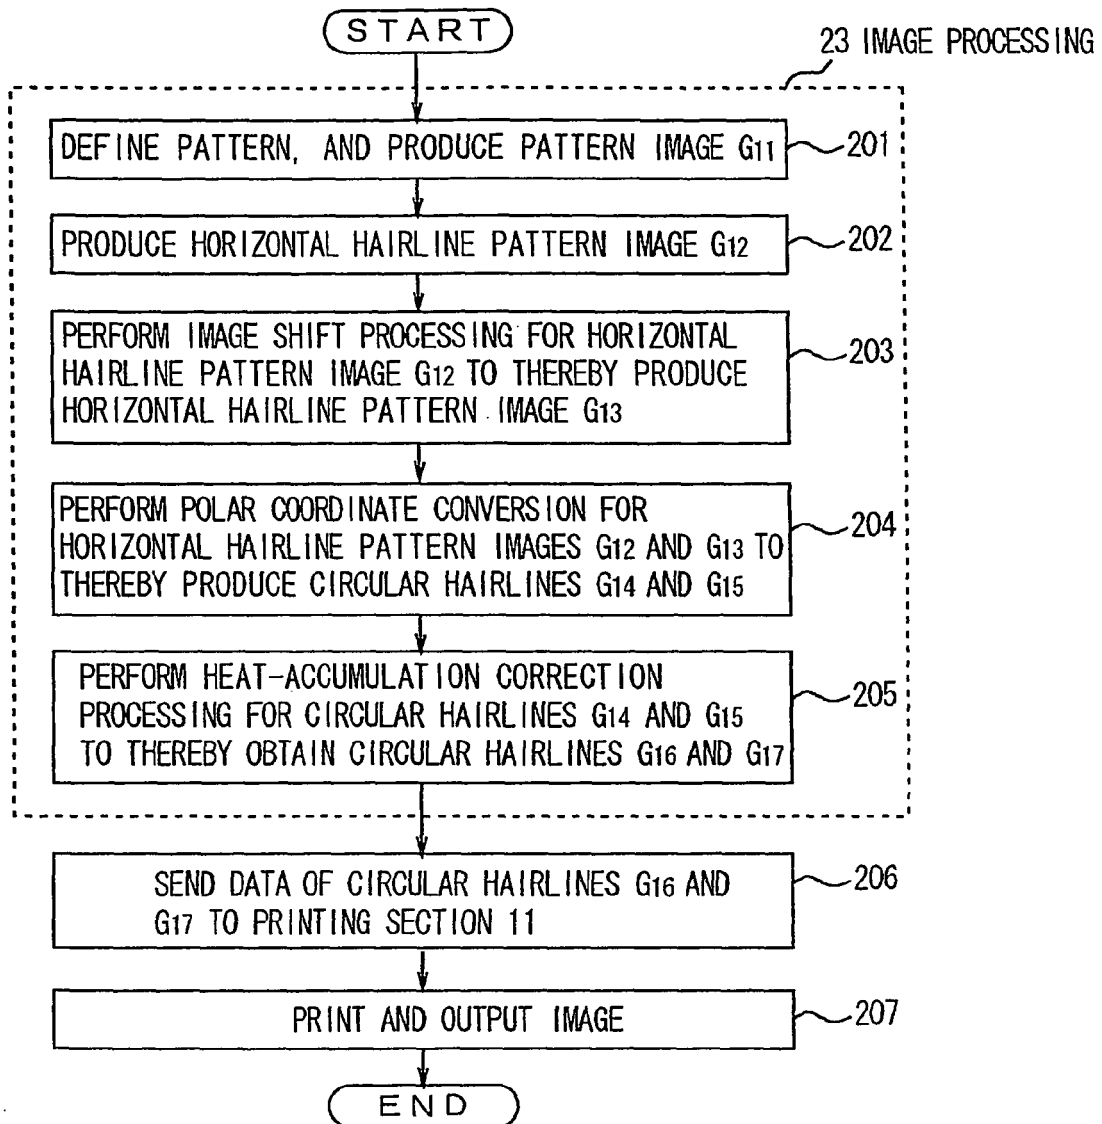 START
23 IMAGE PROCESSING
DEFINE PATTERN, AND PRODUCE PATTERN IMAGE G11
201
PRODUCE HORIZONTAL HAIRLINE PATTERN IMAGE G12
202
PERFORM IMAGE SHIFT PROCESSING FOR HORIZONTAL
HAIRLINE PATTERN IMAGE G12 TO THEREBY PRODUCE
HORIZONTAL HAIRLINE PATTERN IMAGE G13
203
PERFORM POLAR COORDINATE CONVERSION FOR
HORIZONTAL HAIRLINE PATTERN IMAGES G12 AND G13 TO
THEREBY PRODUCE CIRCULAR HAIRLINES G14 AND G15
204
PERFORM HEAT-ACCUMULATION CORRECTION
PROCESSING FOR CIRCULAR HAIRLINES G14 AND G15
TO THEREBY OBTAIN CIRCULAR HAIRLINES G16 AND G17
205
SEND DATA OF CIRCULAR HAIRLINES G16 AND
G17 TO PRINTING SECTION 11
206
PRINT AND OUTPUT IMAGE
207
END